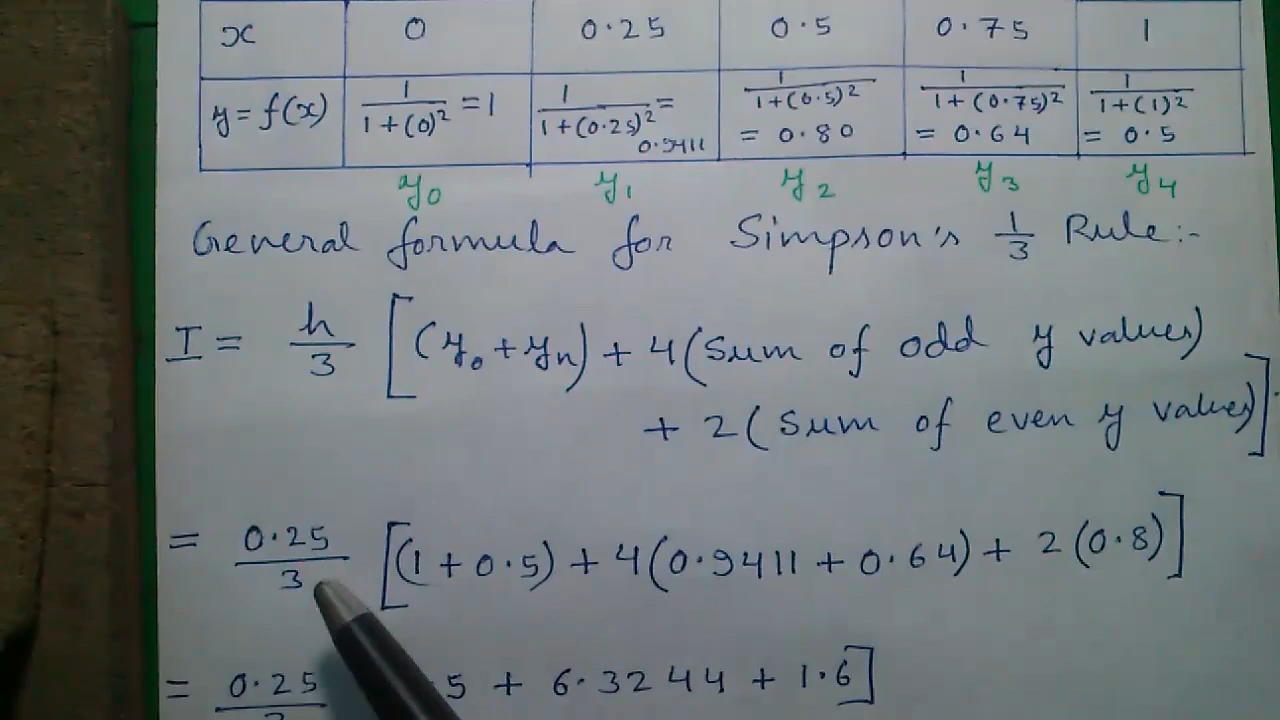 x 0 0.25 0.5 0.75 1
y = f(x) 1/(1+(0)²) = 1 1/(1+(0.25)²) = 0.9411 1/(1+(0.5)²) = 0.80 1/(1+(0.75)²) = 0.64 1/(1+(1)²) = 0.5
y₀ y₁ y₂ y₃ y₄
General formula for Simpson's 1/3 Rule:-
I = h/3 [(y₀ + yₙ) + 4(Sum of odd y values)
+ 2(Sum of even y values)]
= 0.25/3 [(1 + 0.5) + 4(0.9411 + 0.64) + 2(0.8)]
= 0.25/3 .5 + 6.3244 + 1.6]